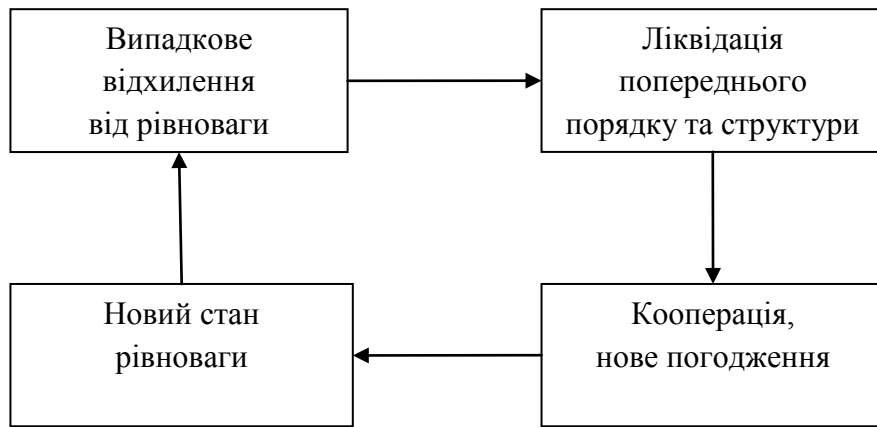 Випадкове
відхилення
від рівноваги
Ліквідація
попереднього
порядку та структури
Новий стан
рівноваги
Кооперація,
нове погодження